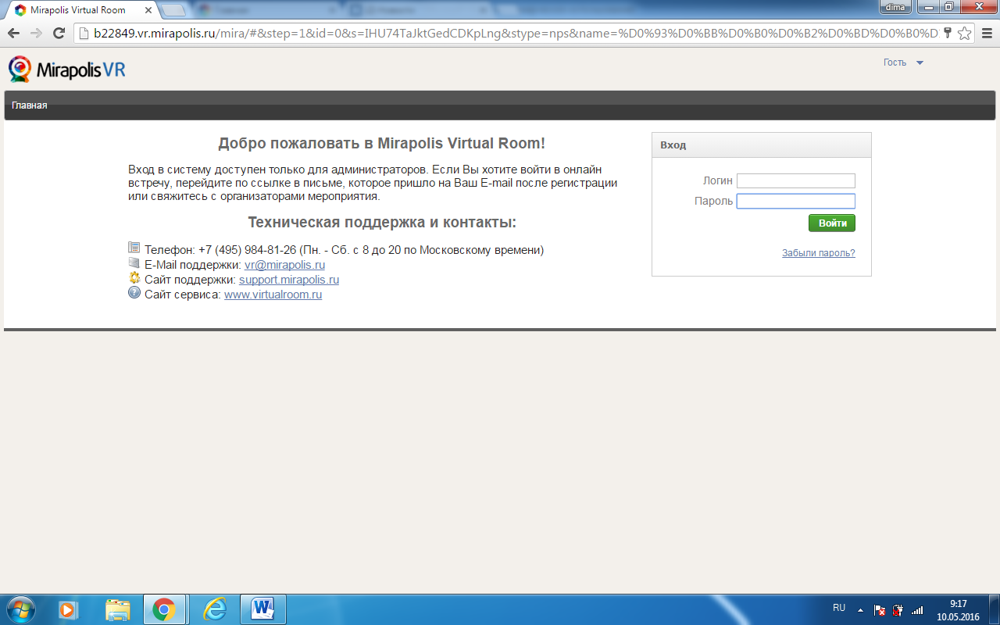 Mirapolis Virtual Room
dima
b22849.vr.mirapolis.ru/mira/#&step=1&id=0&s=IHU74TaJktGedCDKpLng&stype=nps&name=%D0%93%D0%BB%D0%B0%D0%B2%D0%BD%D0%B0%D
Mirapolis VR
Гость
Главная
Добро пожаловать в Mirapolis Virtual Room!
Вход в систему доступен только для администраторов. Если Вы хотите войти в онлайн
встречу, перейдите по ссылке в письме, которое пришло на Ваш E-mail после регистрации
или свяжитесь с организаторами мероприятия.
Техническая поддержка и контакты:
Телефон: +7 (495) 984-81-26 (Пн. - Сб. с 8 до 20 по Московскому времени)
E-Mail поддержки: vr@mirapolis.ru
Сайт поддержки: support.mirapolis.ru
Сайт сервиса: www.virtualroom.ru
Вход
Логин
Пароль
Войти
Забыли пароль?
RU
9:17
10.05.2016